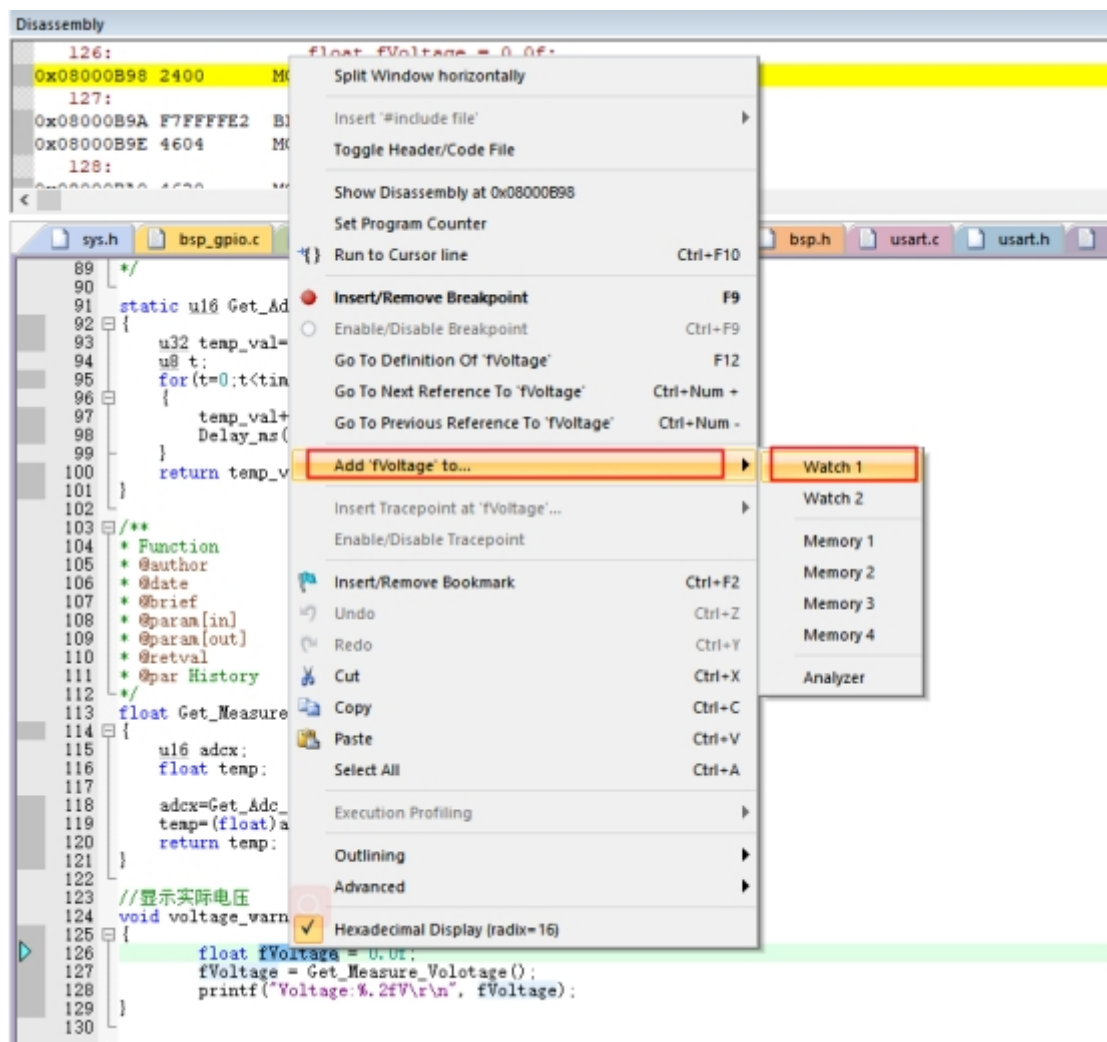 Disassembly
126: float fVoltage = 0.0f;
0x08000B98 2400
127:
0x08000B9A F7FFFFE2
0x08000B9E 4604
128:
sys.h bsp_gpio.c bsp.h usart.c usart.h
89 */
90
91 static u16 Get_Ad
92 {
93 u32 temp_val=
94 u8 t;
95 for(t=0;t<tim
96 {
97 temp_val+
98 Delay_ms(
99 }
100 return temp_v
101 }
102
103 /**
104 * Function
105 * @author
106 * @date
107 * @brief
108 * @param[in]
109 * @param[out]
110 * @retval
111 * @par History
112 */
113 float Get_Measure
114 {
115 u16 adcx;
116 float temp;
117
118 adcx=Get_Adc_
119 temp=(float)a
120 return temp;
121 }
122
123 //显示实际电压
124 void voltage_warn
125 {
126 float fVoltage = 0.0f;
127 fVoltage = Get_Measure_Volotage();
128 printf("Voltage:%.2fV\r\n", fVoltage);
129 }
130
Split Window horizontally
Insert '#include file'
Toggle Header/Code File
Show Disassembly at 0x08000B98
Set Program Counter
Run to Cursor line Ctrl+F10
Insert/Remove Breakpoint F9
Enable/Disable Breakpoint Ctrl+F9
Go To Definition Of 'fVoltage' F12
Go To Next Reference To 'fVoltage' Ctrl+Num +
Go To Previous Reference To 'fVoltage' Ctrl+Num -
Add 'fVoltage' to...
Insert Tracepoint at 'fVoltage'...
Enable/Disable Tracepoint
Insert/Remove Bookmark Ctrl+F2
Undo Ctrl+Z
Redo Ctrl+Y
Cut Ctrl+X
Copy Ctrl+C
Paste Ctrl+V
Select All Ctrl+A
Execution Profiling
Outlining
Advanced
Hexadecimal Display (radix=16)
Watch 1
Watch 2
Memory 1
Memory 2
Memory 3
Memory 4
Analyzer